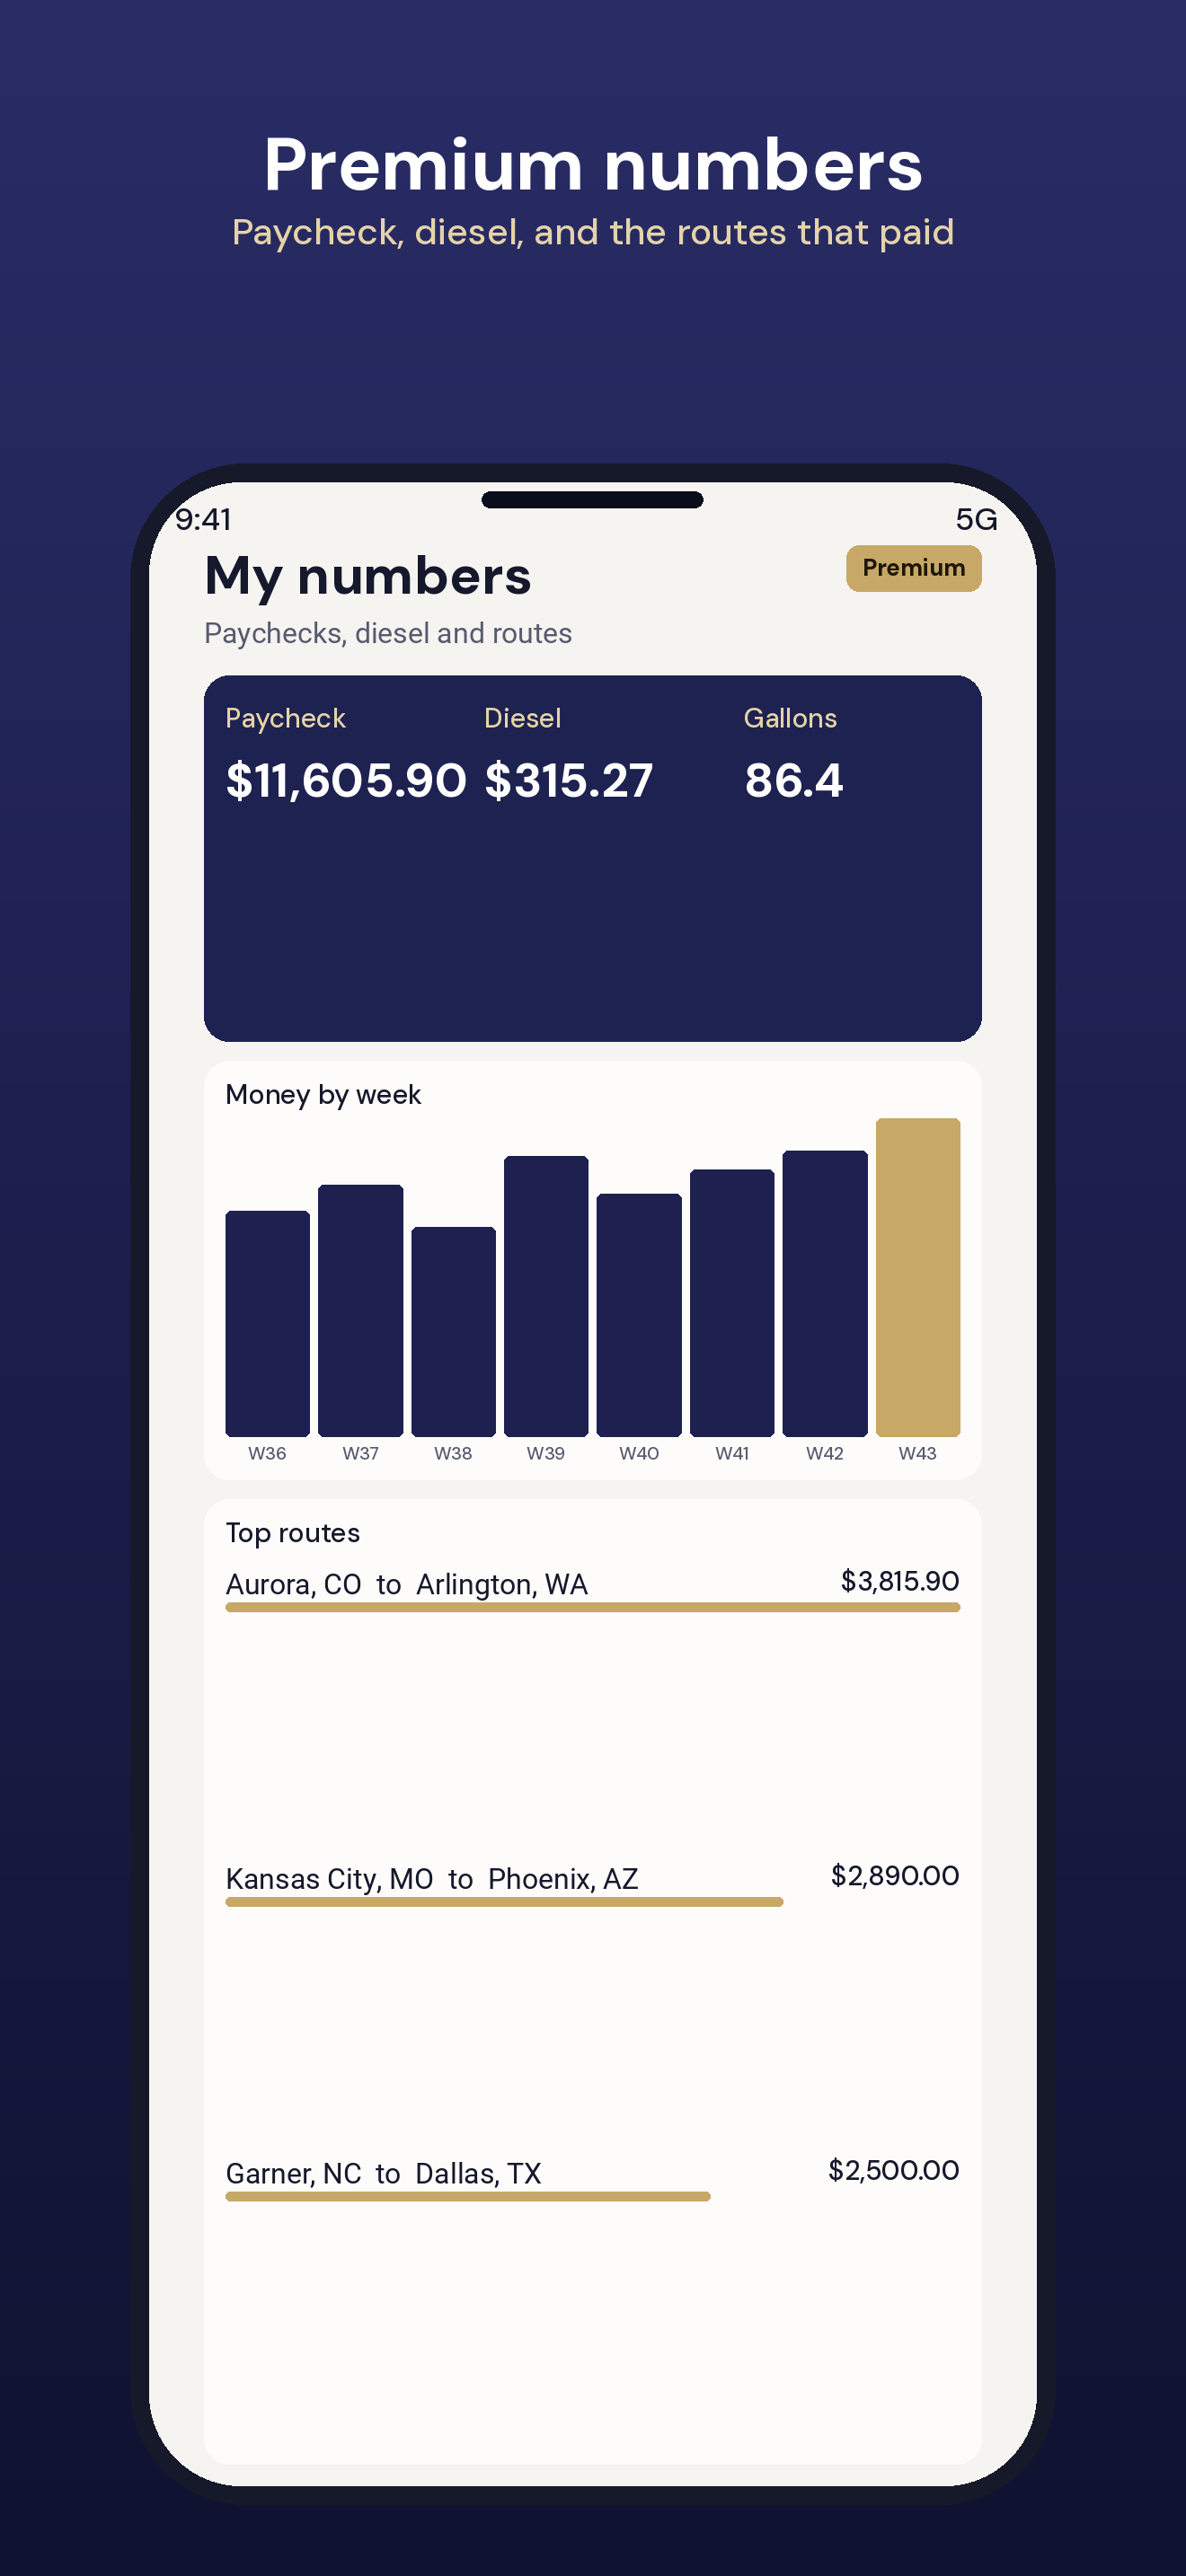 Premium numbers
Paycheck, diesel, and the routes that paid
9:41
5G
My numbers
Premium
Paychecks, diesel and routes
Paycheck Diesel Gallons
$11,605.90 $315.27 86.4
Money by week
W36 W37 W38 W39 W40 W41 W42 W43
Top routes
Aurora, CO to Arlington, WA $3,815.90
Kansas City, MO to Phoenix, AZ $2,890.00
Garner, NC to Dallas, TX $2,500.00